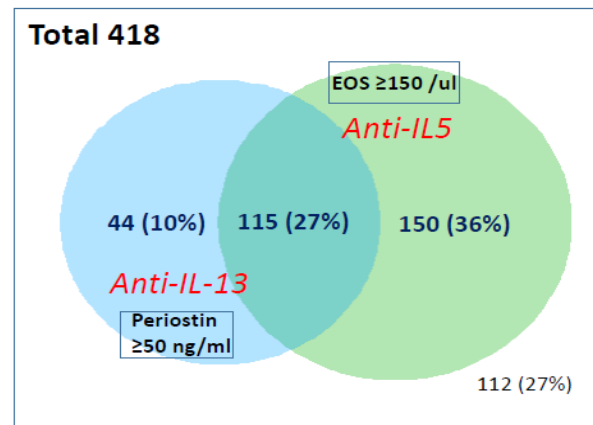 Total 418
EOS ≥150 /ul
Anti-IL5
44 (10%) 115 (27%) 150 (36%)
Anti-IL-13
Periostin
≥50 ng/ml
112 (27%)